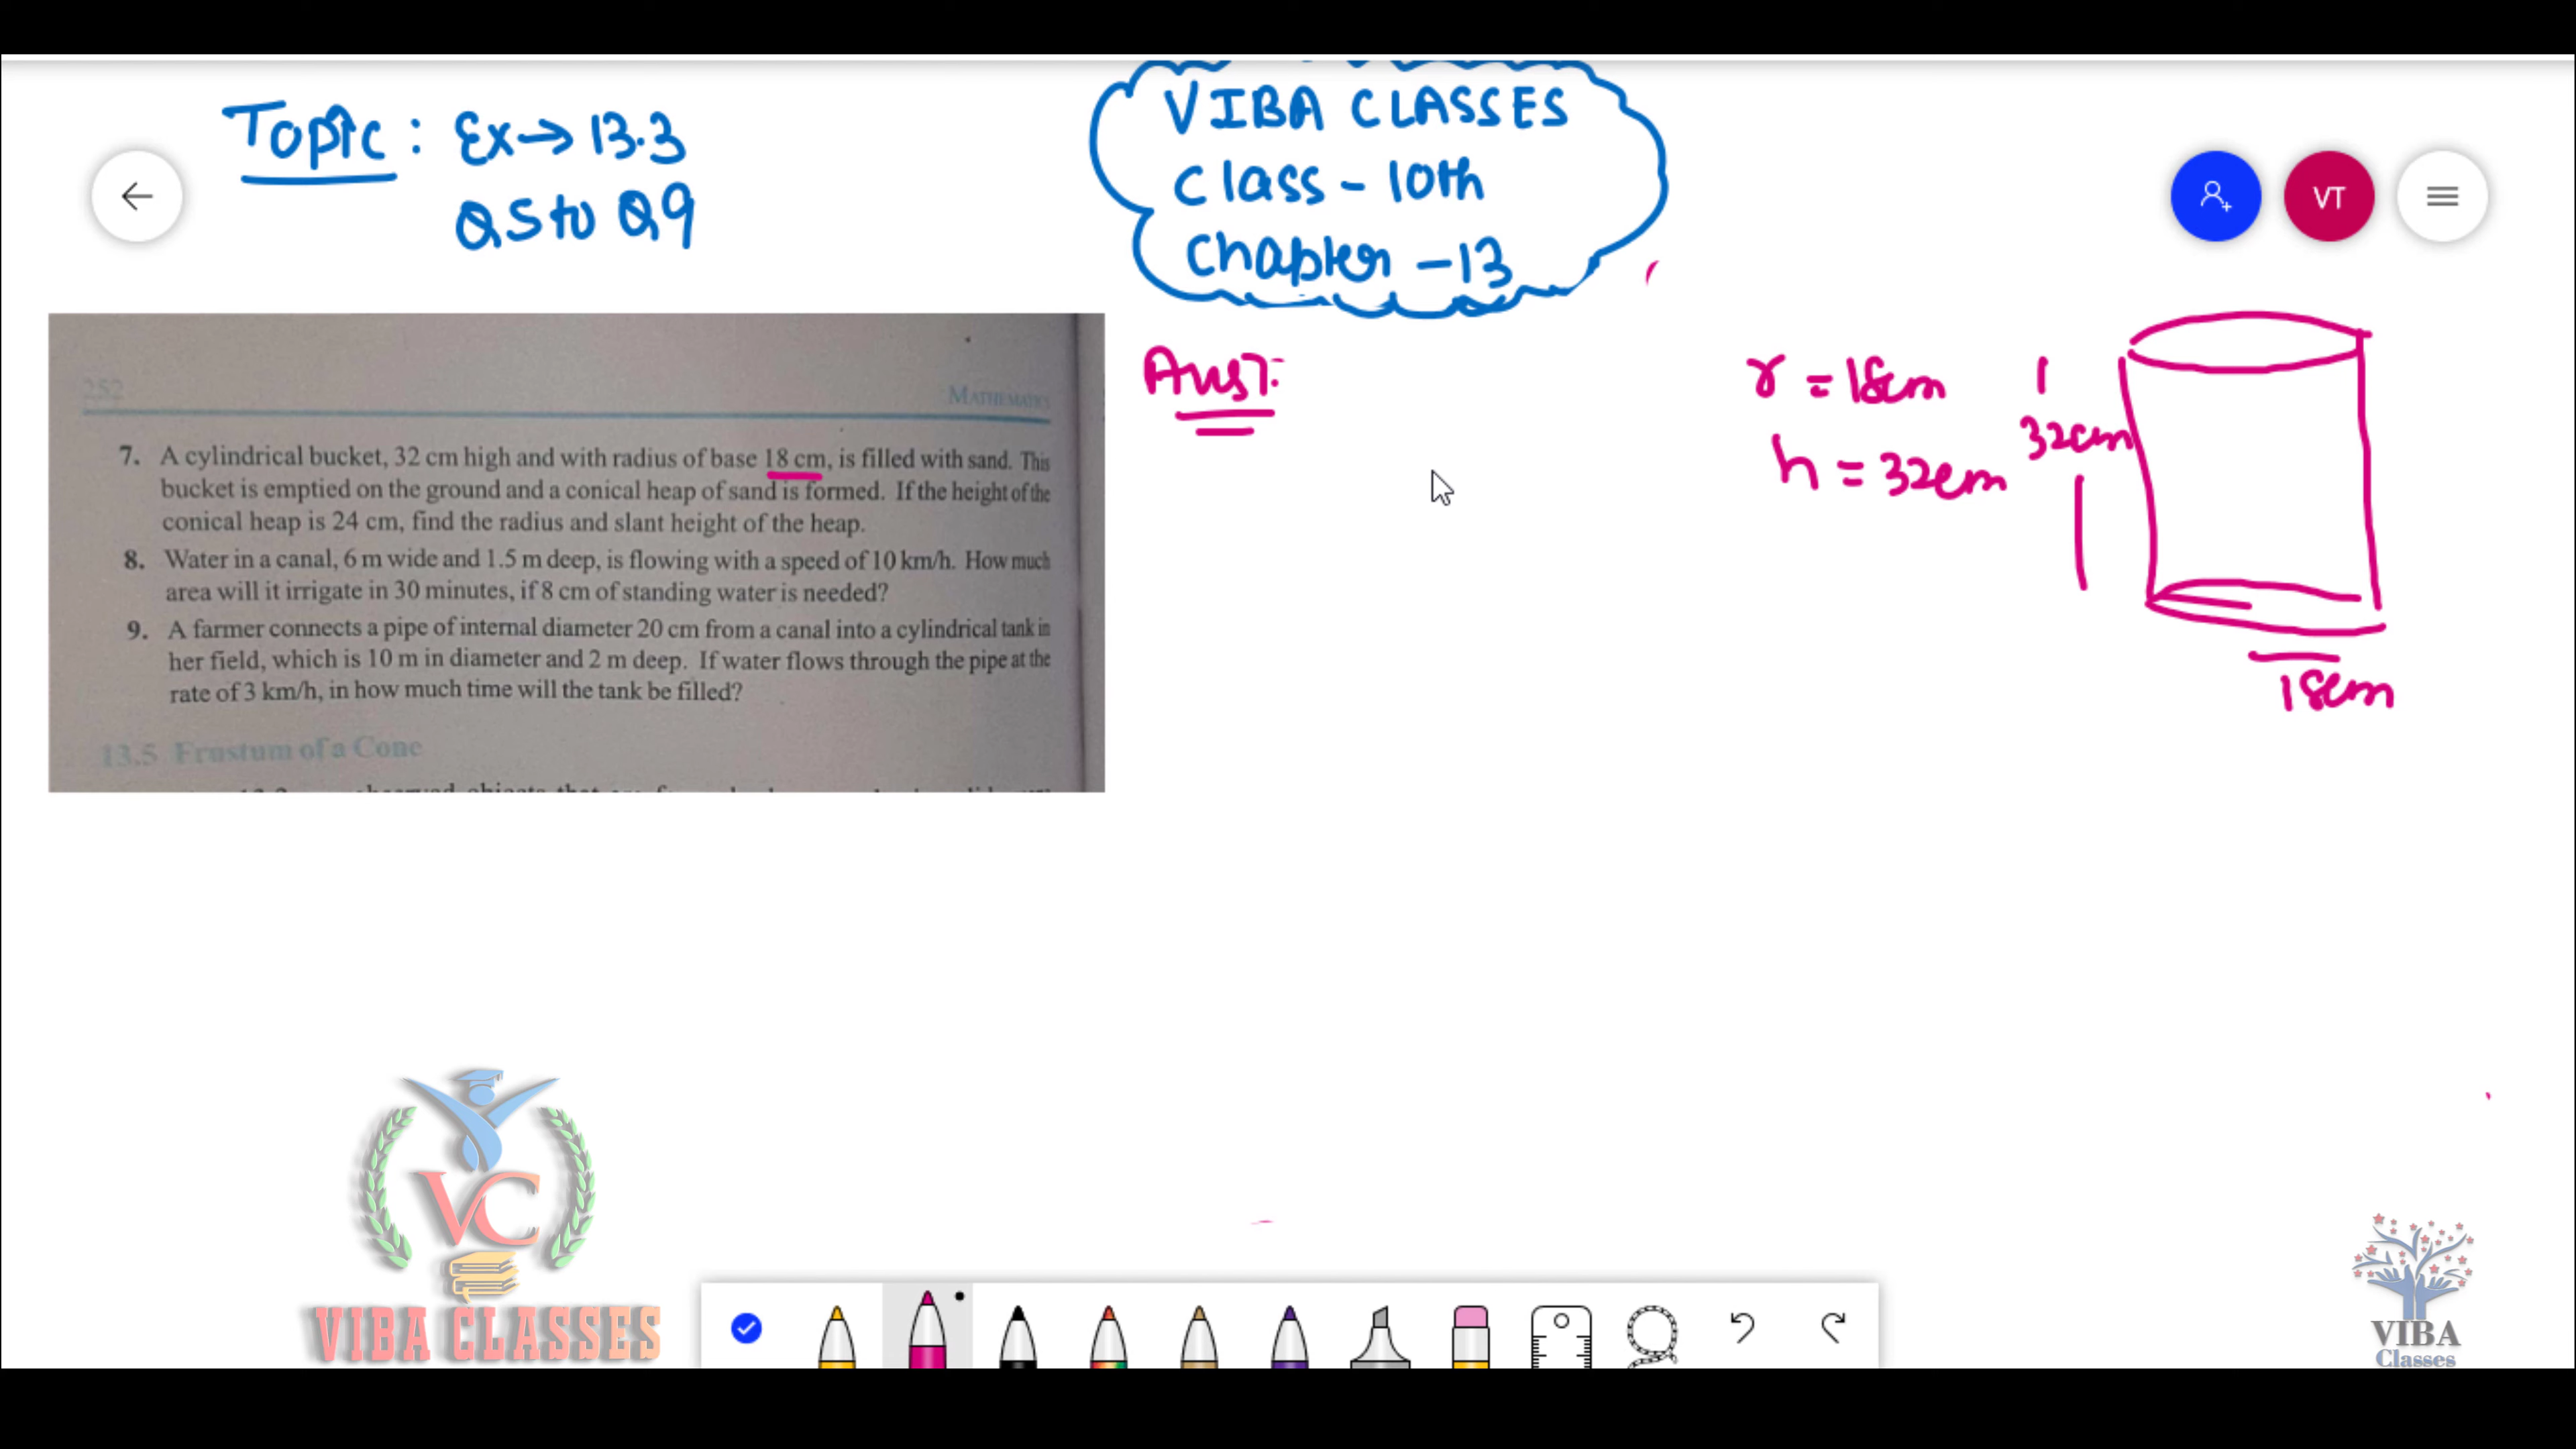 Topic : Ex→ 13.3
Q5 to Q9
VIBA CLASSES
Class - 10th
Chapter -13
VT
252
MATHEMATICS
7. A cylindrical bucket, 32 cm high and with radius of base 18 cm, is filled with sand. This
bucket is emptied on the ground and a conical heap of sand is formed. If the height of the
conical heap is 24 cm, find the radius and slant height of the heap.
8. Water in a canal, 6 m wide and 1.5 m deep, is flowing with a speed of 10 km/h. How much
area will it irrigate in 30 minutes, if 8 cm of standing water is needed?
9. A farmer connects a pipe of internal diameter 20 cm from a canal into a cylindrical tank in
her field, which is 10 m in diameter and 2 m deep. If water flows through the pipe at the
rate of 3 km/h, in how much time will the tank be filled?
13.5 Frustum of a Cone
Ans7:
r = 18cm
h = 32cm
32cm
18cm
VC
VIBA CLASSES
VIBA
Classes